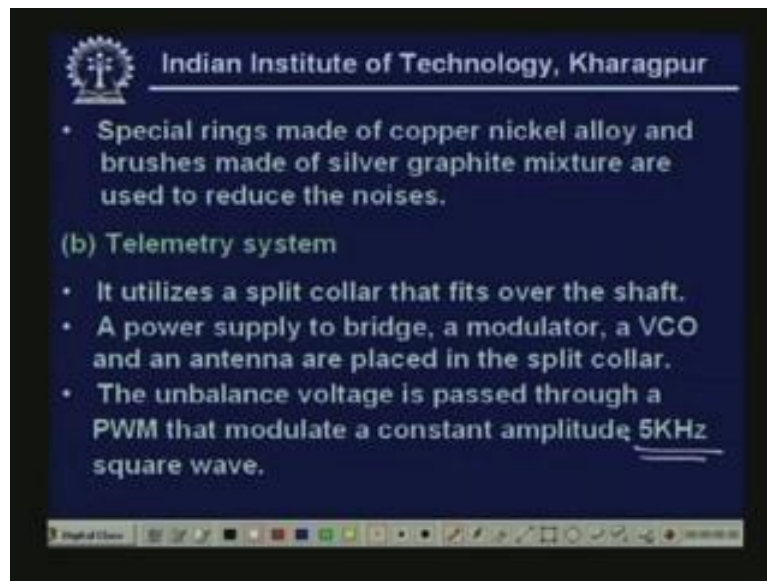 Indian Institute of Technology, Kharagpur
• Special rings made of copper nickel alloy and
brushes made of silver graphite mixture are
used to reduce the noises.
(b) Telemetry system
• It utilizes a split collar that fits over the shaft.
• A power supply to bridge, a modulator, a VCO
and an antenna are placed in the split collar.
• The unbalance voltage is passed through a
PWM that modulate a constant amplitude 5KHz
square wave.